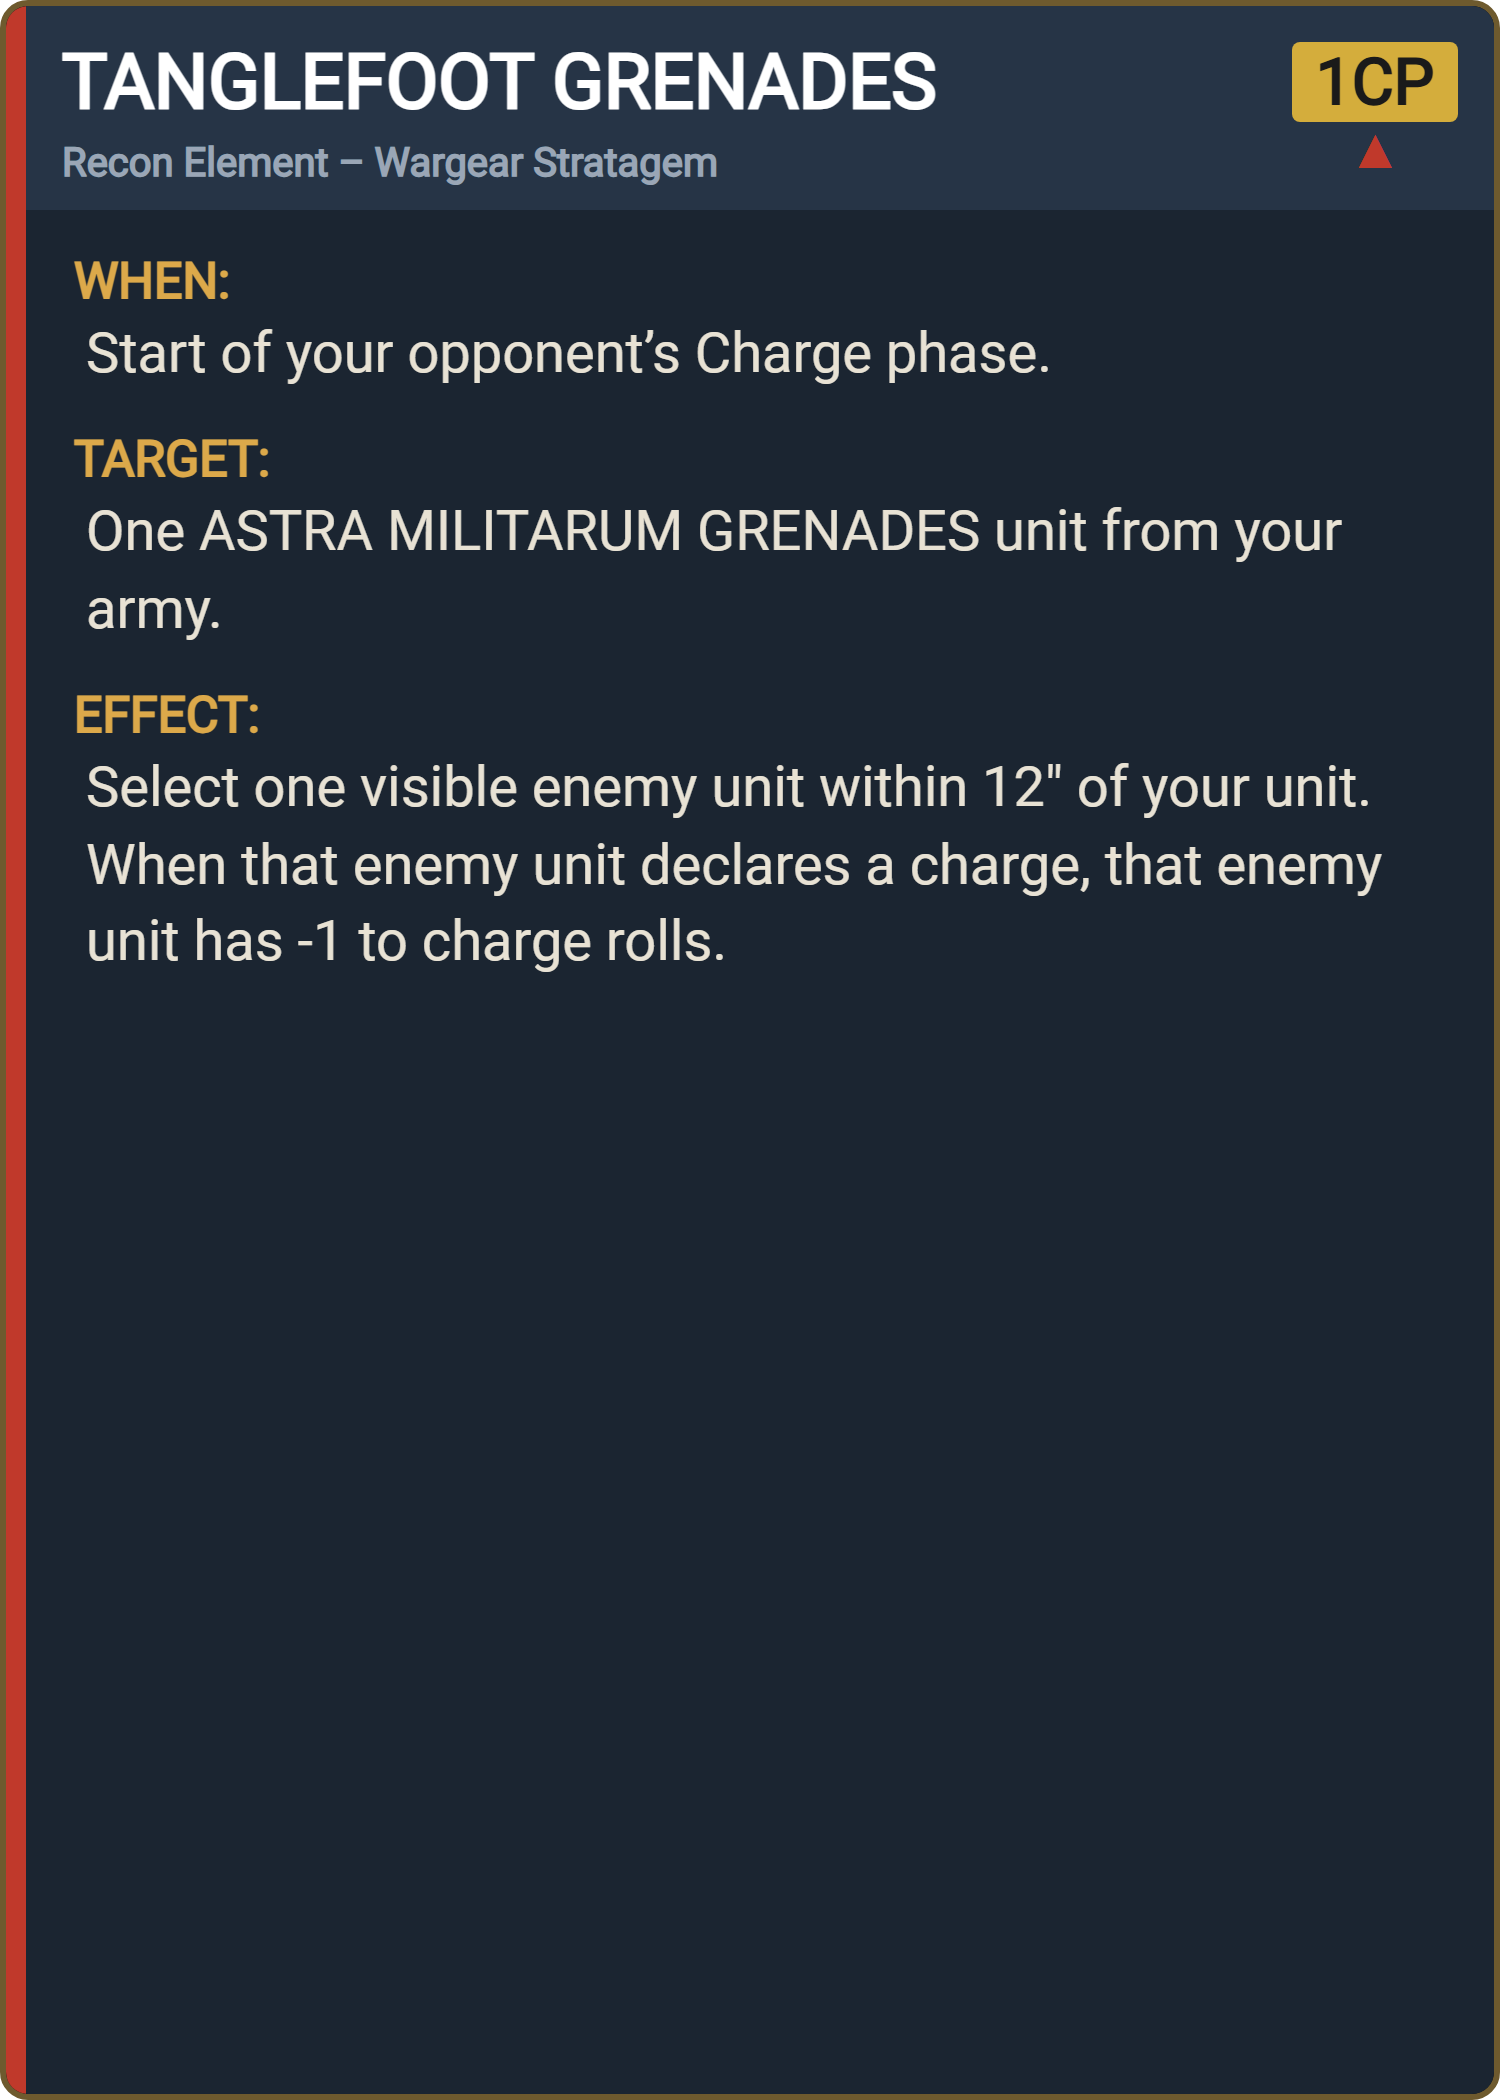 TANGLEFOOT GRENADES
1CP
Recon Element – Wargear Stratagem
WHEN:
Start of your opponent’s Charge phase.
TARGET:
One ASTRA MILITARUM GRENADES unit from your
army.
EFFECT:
Select one visible enemy unit within 12" of your unit.
When that enemy unit declares a charge, that enemy
unit has -1 to charge rolls.